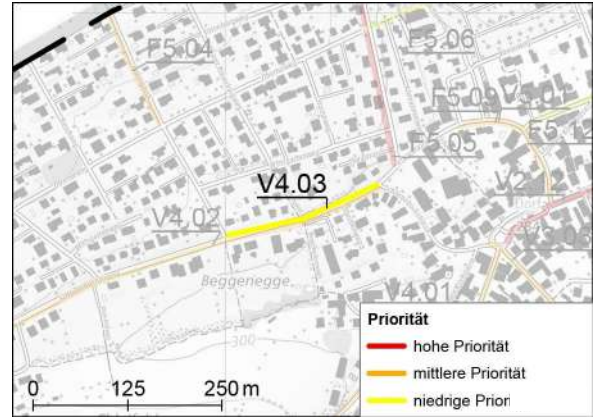 F5.04
F5.06
F5.09
F5.05
V4.03
V4.02
Beggenegge
V4.01
300
Priorität
hohe Priorität
mittlere Priorität
niedrige Prior
0 125 250 m